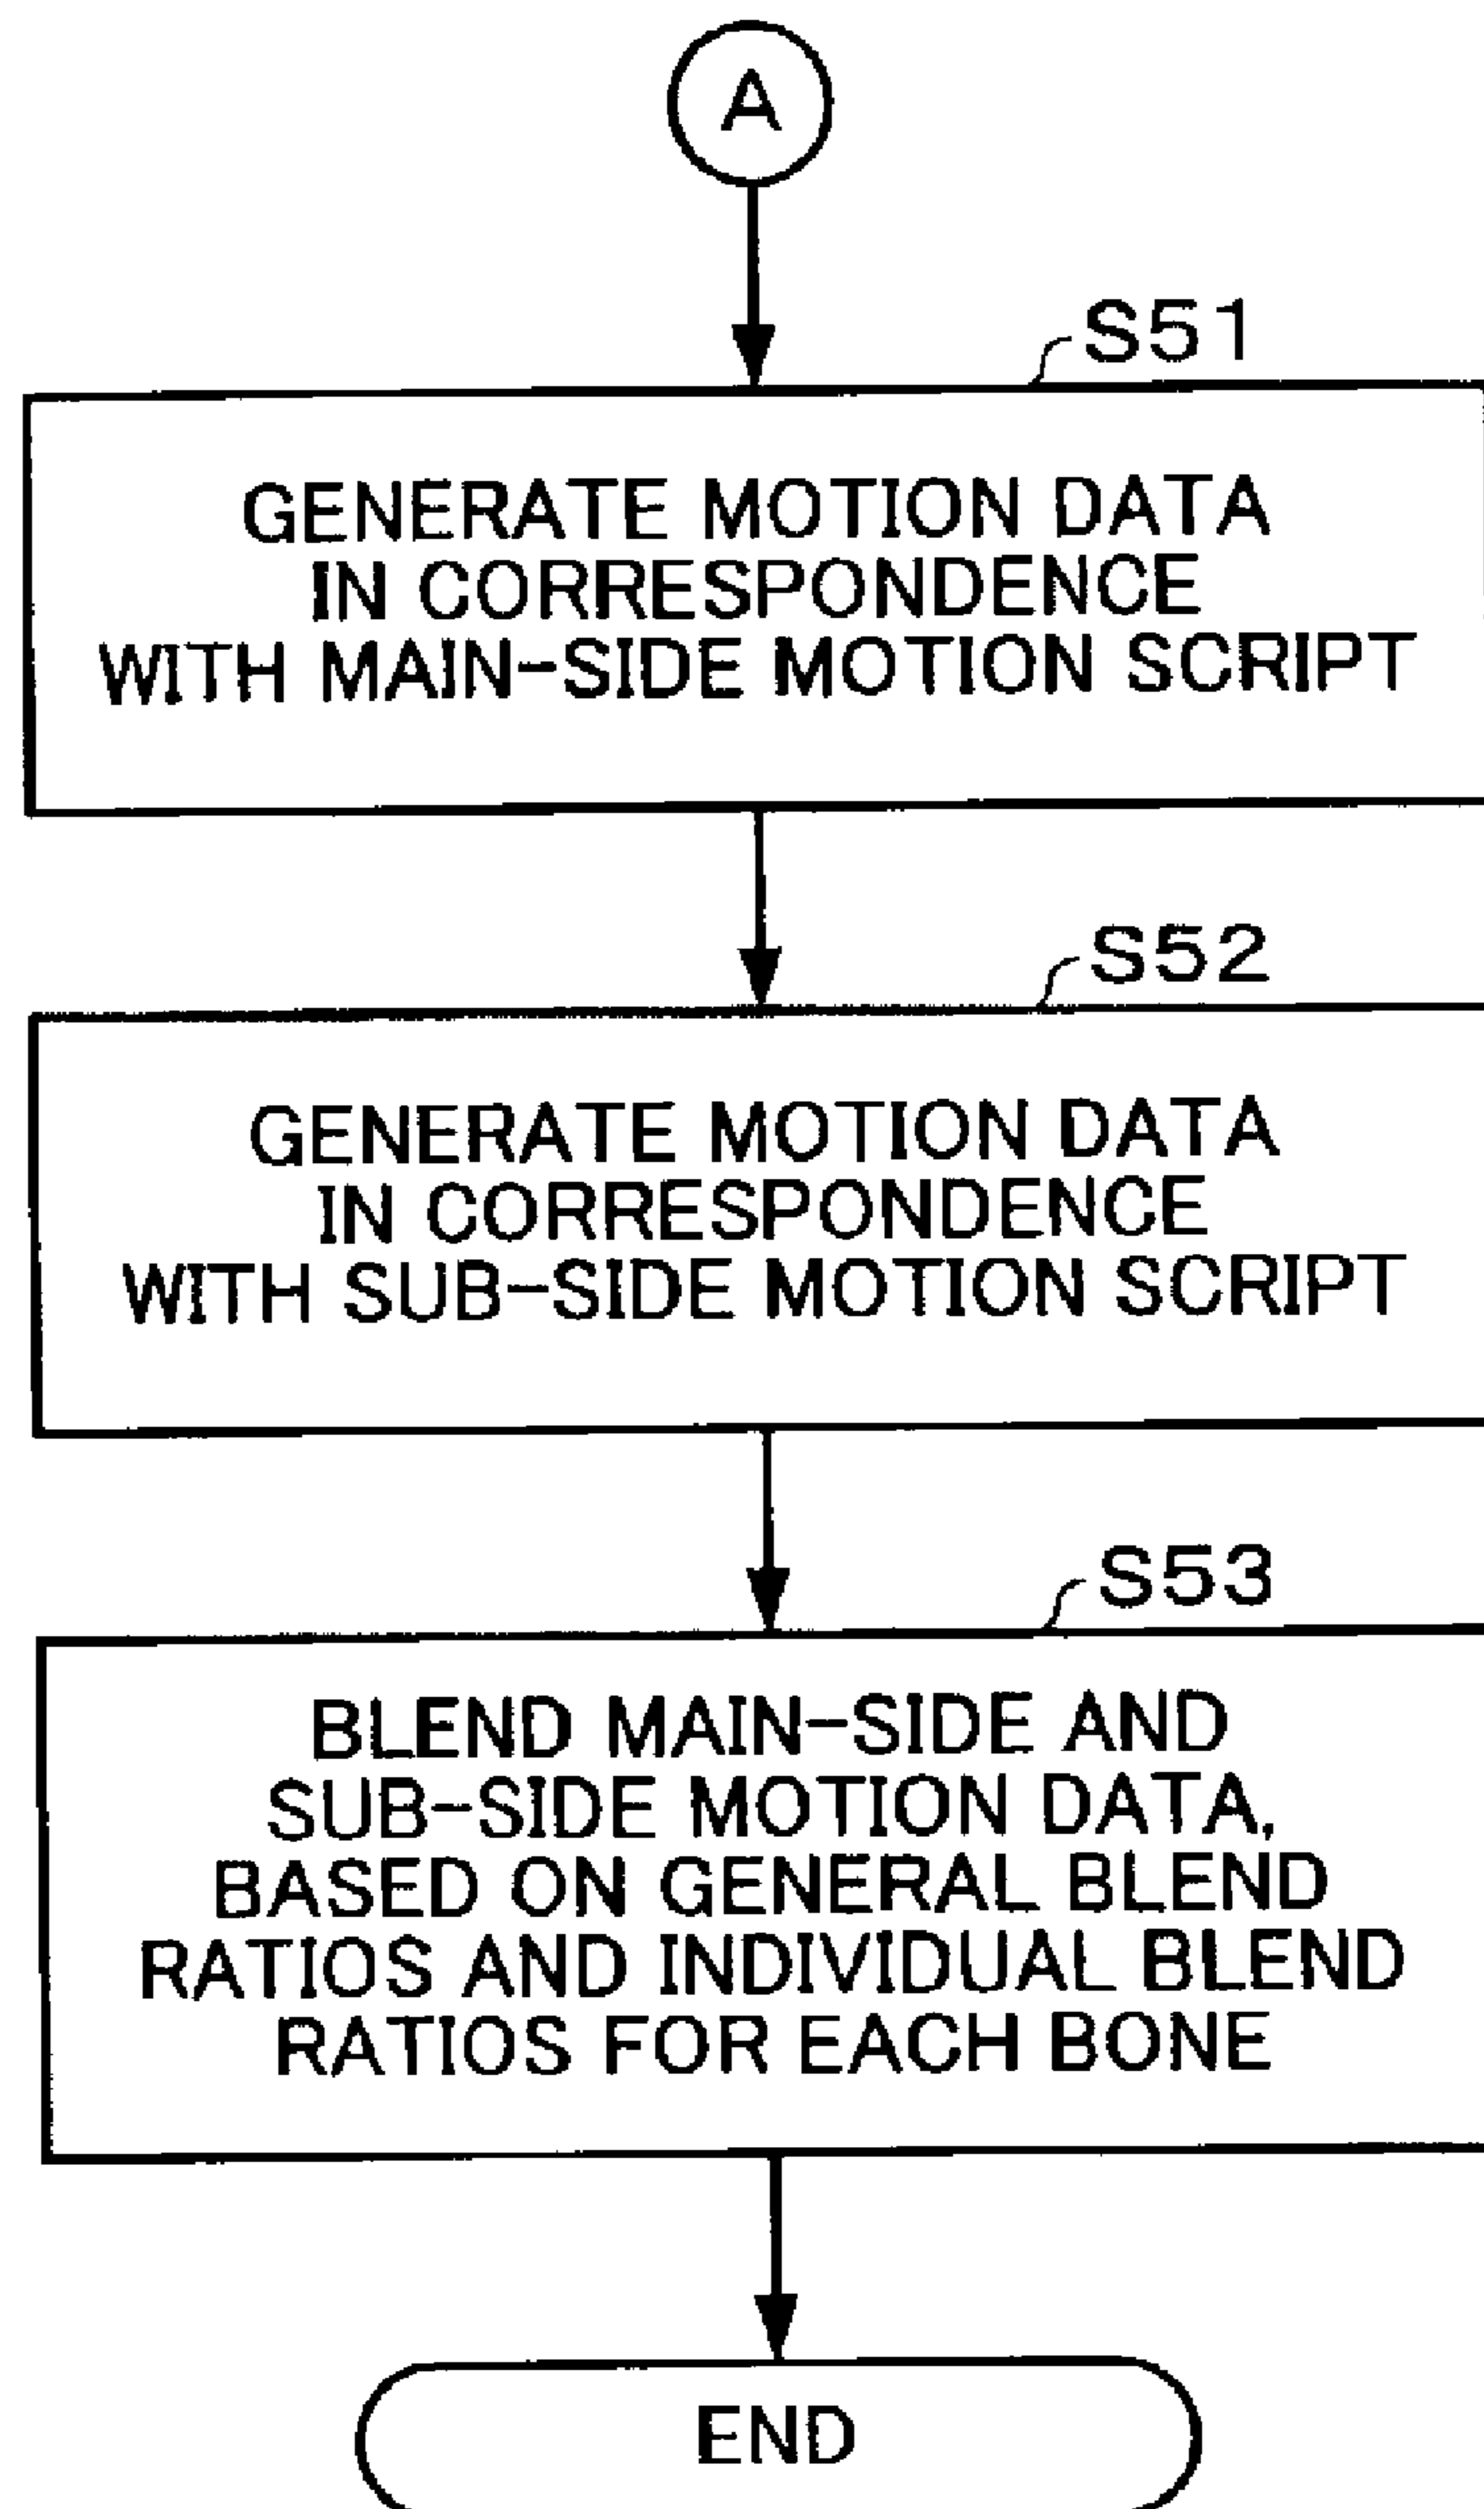 A
S51
GENERATE MOTION DATA
IN CORRESPONDENCE
WITH MAIN-SIDE MOTION SCRIPT
S52
GENERATE MOTION DATA
IN CORRESPONDENCE
WITH SUB-SIDE MOTION SCRIPT
S53
BLEND MAIN-SIDE AND
SUB-SIDE MOTION DATA,
BASED ON GENERAL BLEND
RATIOS AND INDIVIDUAL BLEND
RATIOS FOR EACH BONE
END